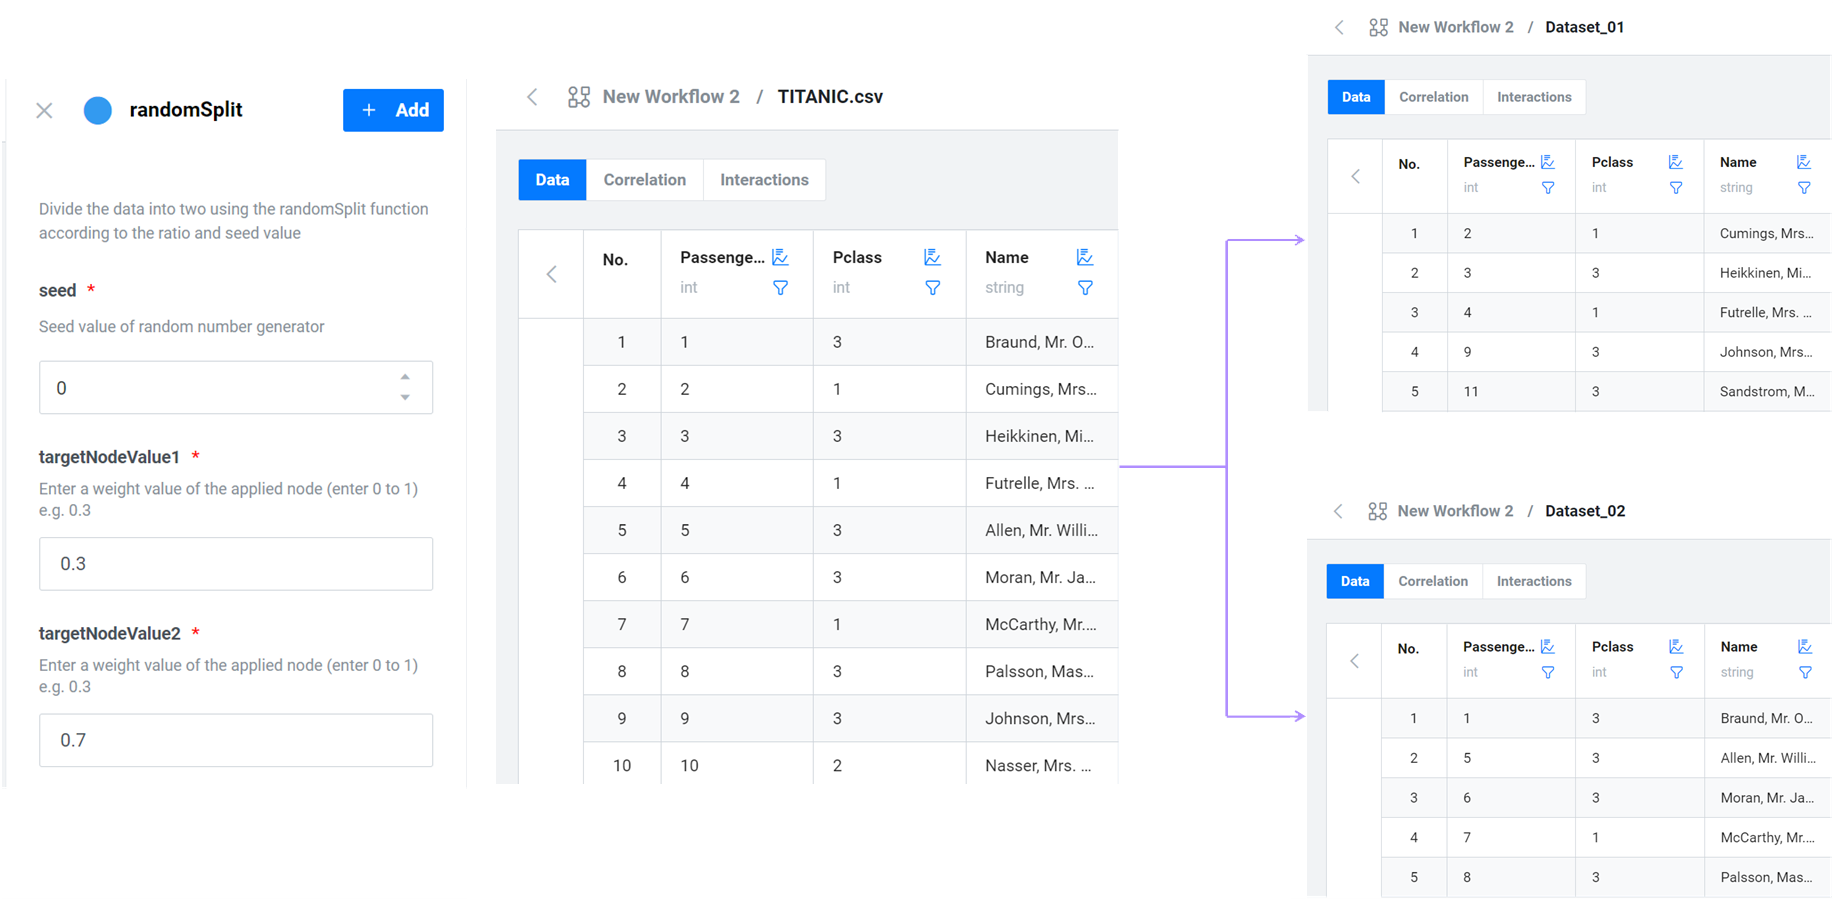 randomSplit
+ Add
Divide the data into two using the randomSplit function
according to the ratio and seed value
seed *
Seed value of random number generator
0
targetNodeValue1 *
Enter a weight value of the applied node (enter 0 to 1)
e.g. 0.3
0.3
targetNodeValue2 *
Enter a weight value of the applied node (enter 0 to 1)
e.g. 0.3
0.7
New Workflow 2 / TITANIC.csv
Data Correlation Interactions
No. Passenge... Pclass Name
int int string
1 1 3 Braund, Mr. O...
2 2 1 Cumings, Mrs...
3 3 3 Heikkinen, Mi...
4 4 1 Futrelle, Mrs. ...
5 5 3 Allen, Mr. Willi...
6 6 3 Moran, Mr. Ja...
7 7 1 McCarthy, Mr....
8 8 3 Palsson, Mas...
9 9 3 Johnson, Mrs...
10 10 2 Nasser, Mrs. ...
New Workflow 2 / Dataset_01
Data Correlation Interactions
No. Passenge... Pclass Name
int int string
1 2 1 Cumings, Mrs...
2 3 3 Heikkinen, Mi...
3 4 1 Futrelle, Mrs. ...
4 9 3 Johnson, Mrs...
5 11 3 Sandstrom, M...
New Workflow 2 / Dataset_02
Data Correlation Interactions
No. Passenge... Pclass Name
int int string
1 1 3 Braund, Mr. O...
2 5 3 Allen, Mr. Willi...
3 6 3 Moran, Mr. Ja...
4 7 1 McCarthy, Mr....
5 8 3 Palsson, Mas...